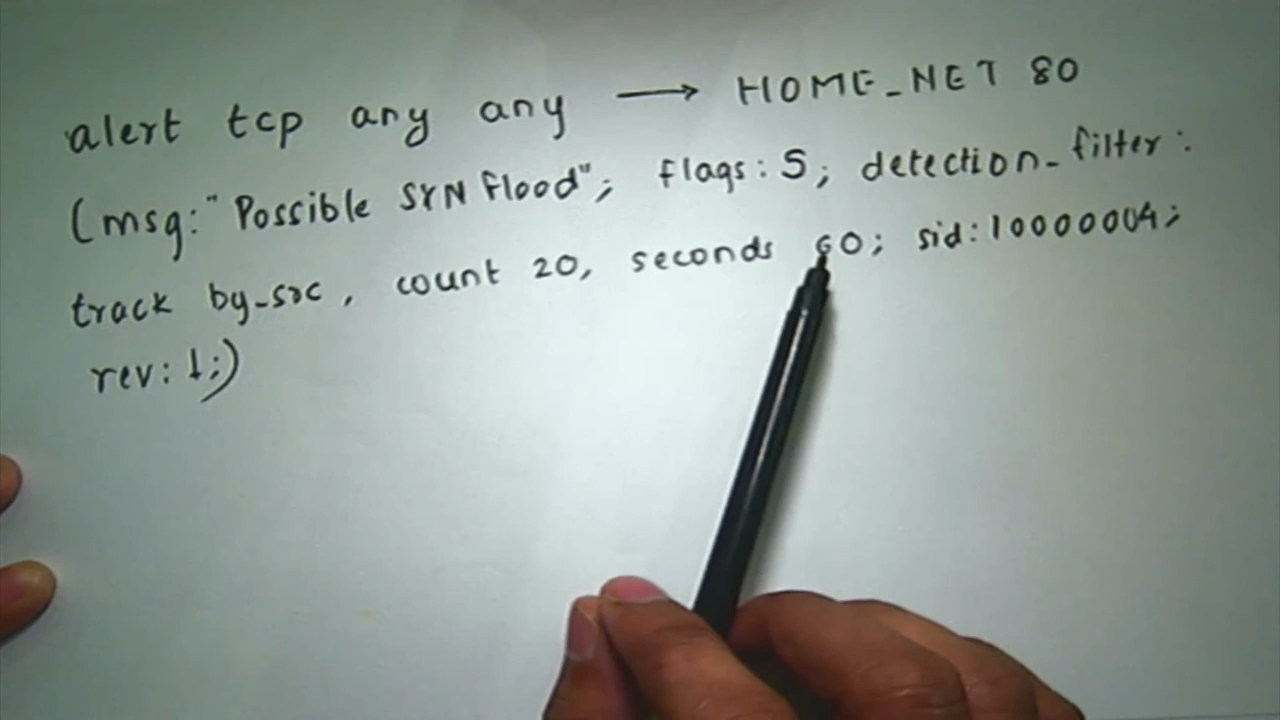 alert tcp any any → HOME_NET 80
(msg:"Possible SYN flood"; flags:S; detection_filter:
track by_src, count 20, seconds 60; sid:10000004;
rev:1;)